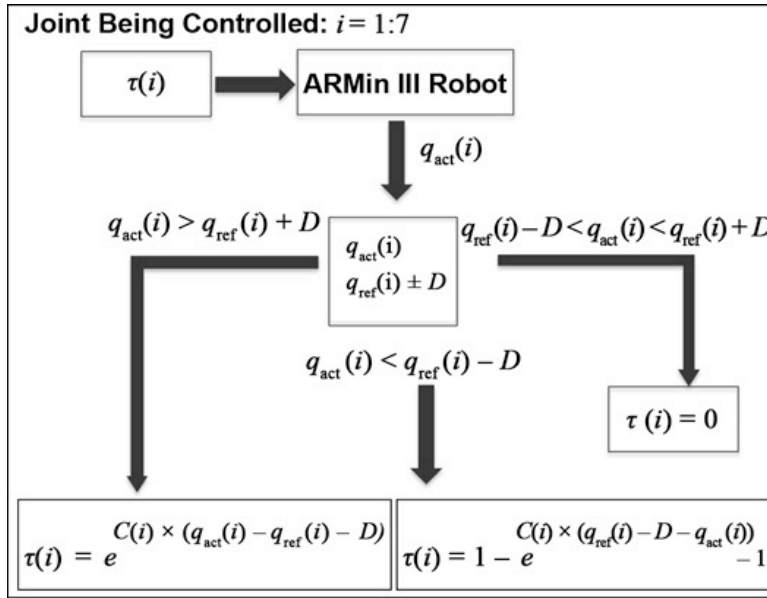 Joint Being Controlled: i = 1:7
τ(i)
ARMin III Robot
q_act(i)
q_act(i) > q_ref(i) + D
q_act(i)
q_ref(i) ± D
q_ref(i) – D < q_act(i) < q_ref(i) + D
q_act(i) < q_ref(i) – D
τ (i) = 0
τ(i) = e^C(i) × (q_act(i) – q_ref(i) – D)
τ(i) = 1 – e^C(i) × (q_ref(i) – D – q_act(i))
– 1